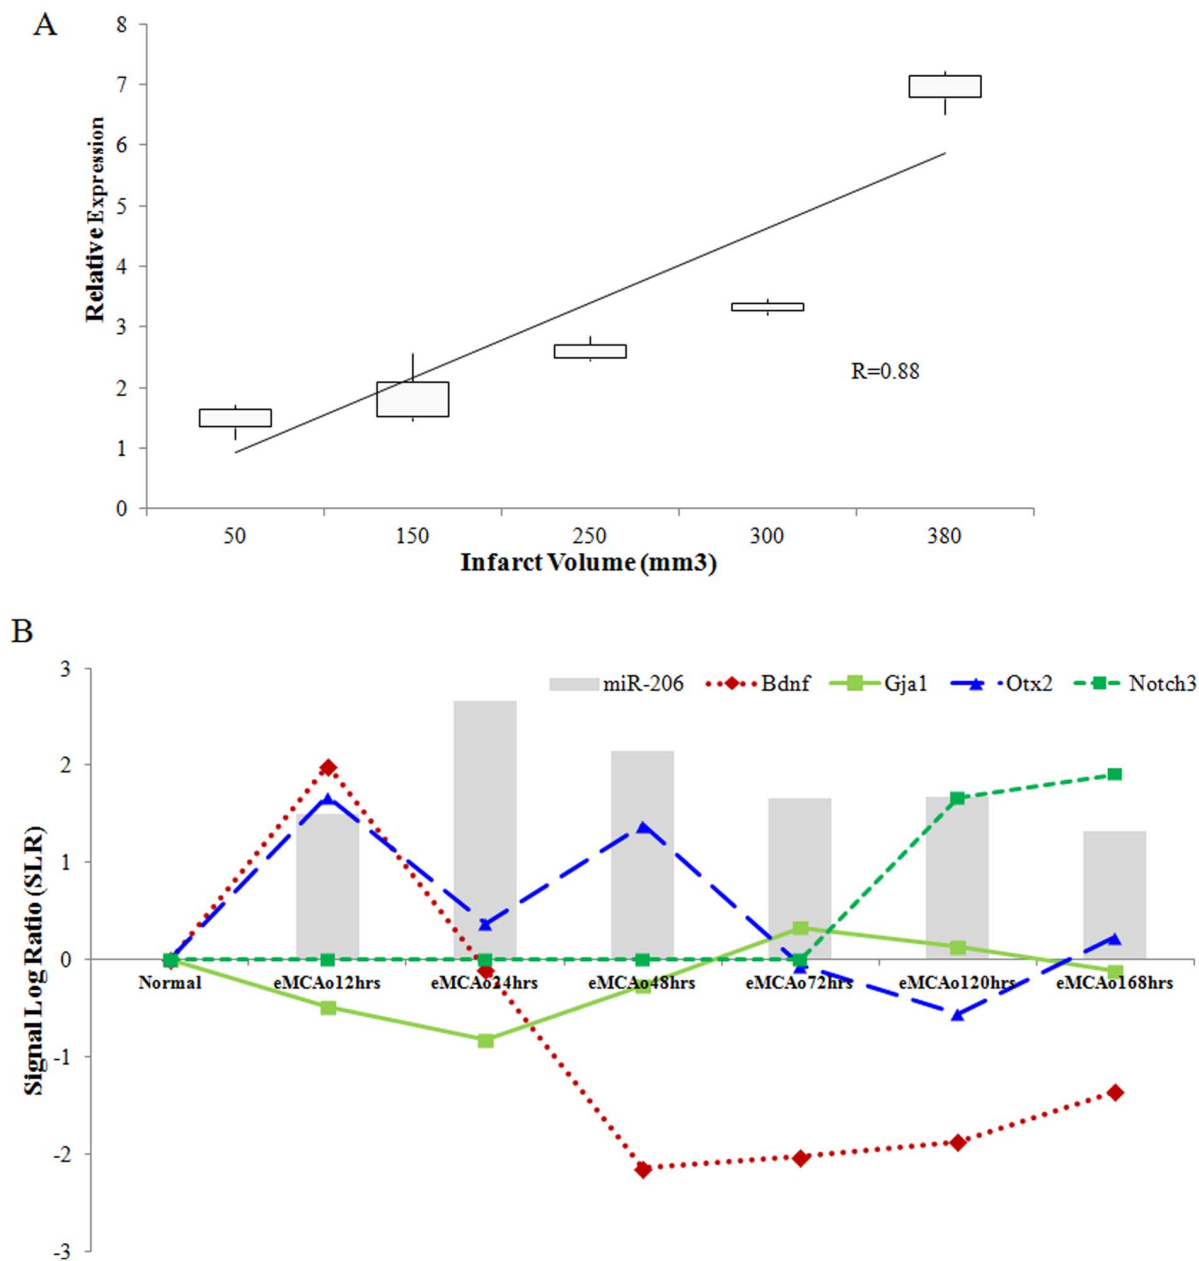 A
8
7
6
5
4
3
2
1
0
Relative Expression
R=0.88
50 150 250 300 380
Infarct Volume (mm3)
B
miR-206 Bdnf Gja1 Otx2 Notch3
3
2
1
0
-1
-2
-3
Signal Log Ratio (SLR)
Normal eMCAo12hrs eMCAo24hrs eMCAo48hrs eMCAo72hrs eMCAo120hrs eMCAo168hrs